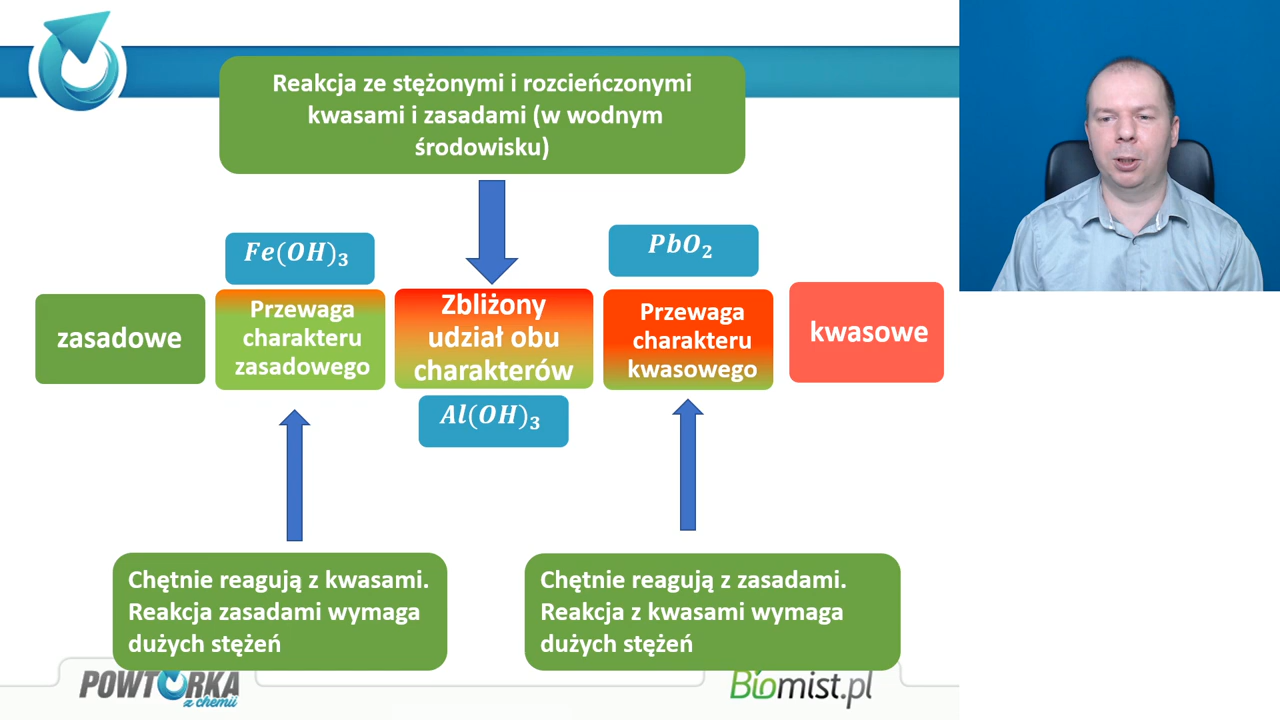 Reakcja ze stężonymi i rozcieńczonymi
kwasami i zasadami (w wodnym
środowisku)
Fe(OH)₃
PbO₂
zasadowe
Przewaga
charakteru
zasadowego
Zbliżony
udział obu
charakterów
Przewaga
charakteru
kwasowego
kwasowe
Al(OH)₃
Chętnie reagują z kwasami.
Reakcja zasadami wymaga
dużych stężeń
Chętnie reagują z zasadami.
Reakcja z kwasami wymaga
dużych stężeń
POWTÓRKA
z chemii
Biomist.pl